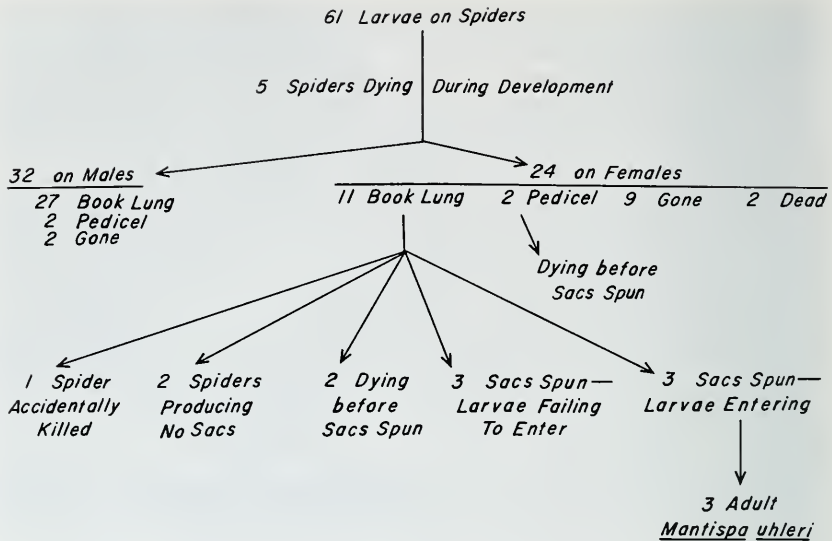 61 Larvae on Spiders
5 Spiders Dying During Development
32 on Males
27 Book Lung
2 Pedicel
2 Gone
24 on Females
11 Book Lung 2 Pedicel 9 Gone 2 Dead
Dying before
Sacs Spun
1 Spider
Accidentally
Killed
2 Spiders
Producing
No Sacs
2 Dying
before
Sacs Spun
3 Sacs Spun—
Larvae Failing
To Enter
3 Sacs Spun—
Larvae Entering
3 Adult
Mantispa uhleri